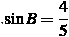 .sin B = 4/5